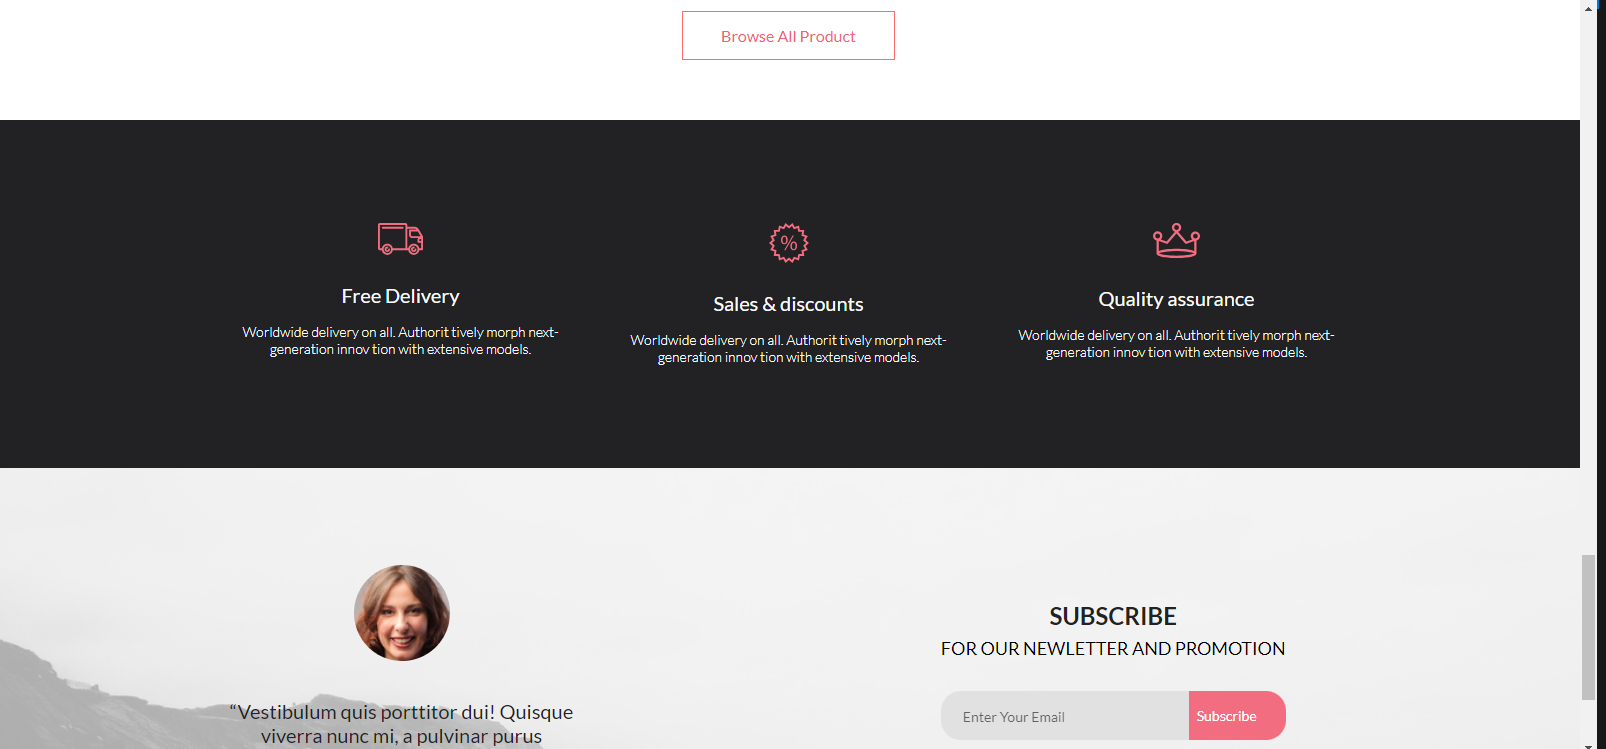 Browse All Product
%
Free Delivery
Worldwide delivery on all. Authorit tively morph next-
generation innov tion with extensive models.
Sales & discounts
Worldwide delivery on all. Authorit tively morph next-
generation innov tion with extensive models.
Quality assurance
Worldwide delivery on all. Authorit tively morph next-
generation innov tion with extensive models.
“Vestibulum quis porttitor dui! Quisque
viverra nunc mi, a pulvinar purus
SUBSCRIBE
FOR OUR NEWLETTER AND PROMOTION
Enter Your Email
Subscribe